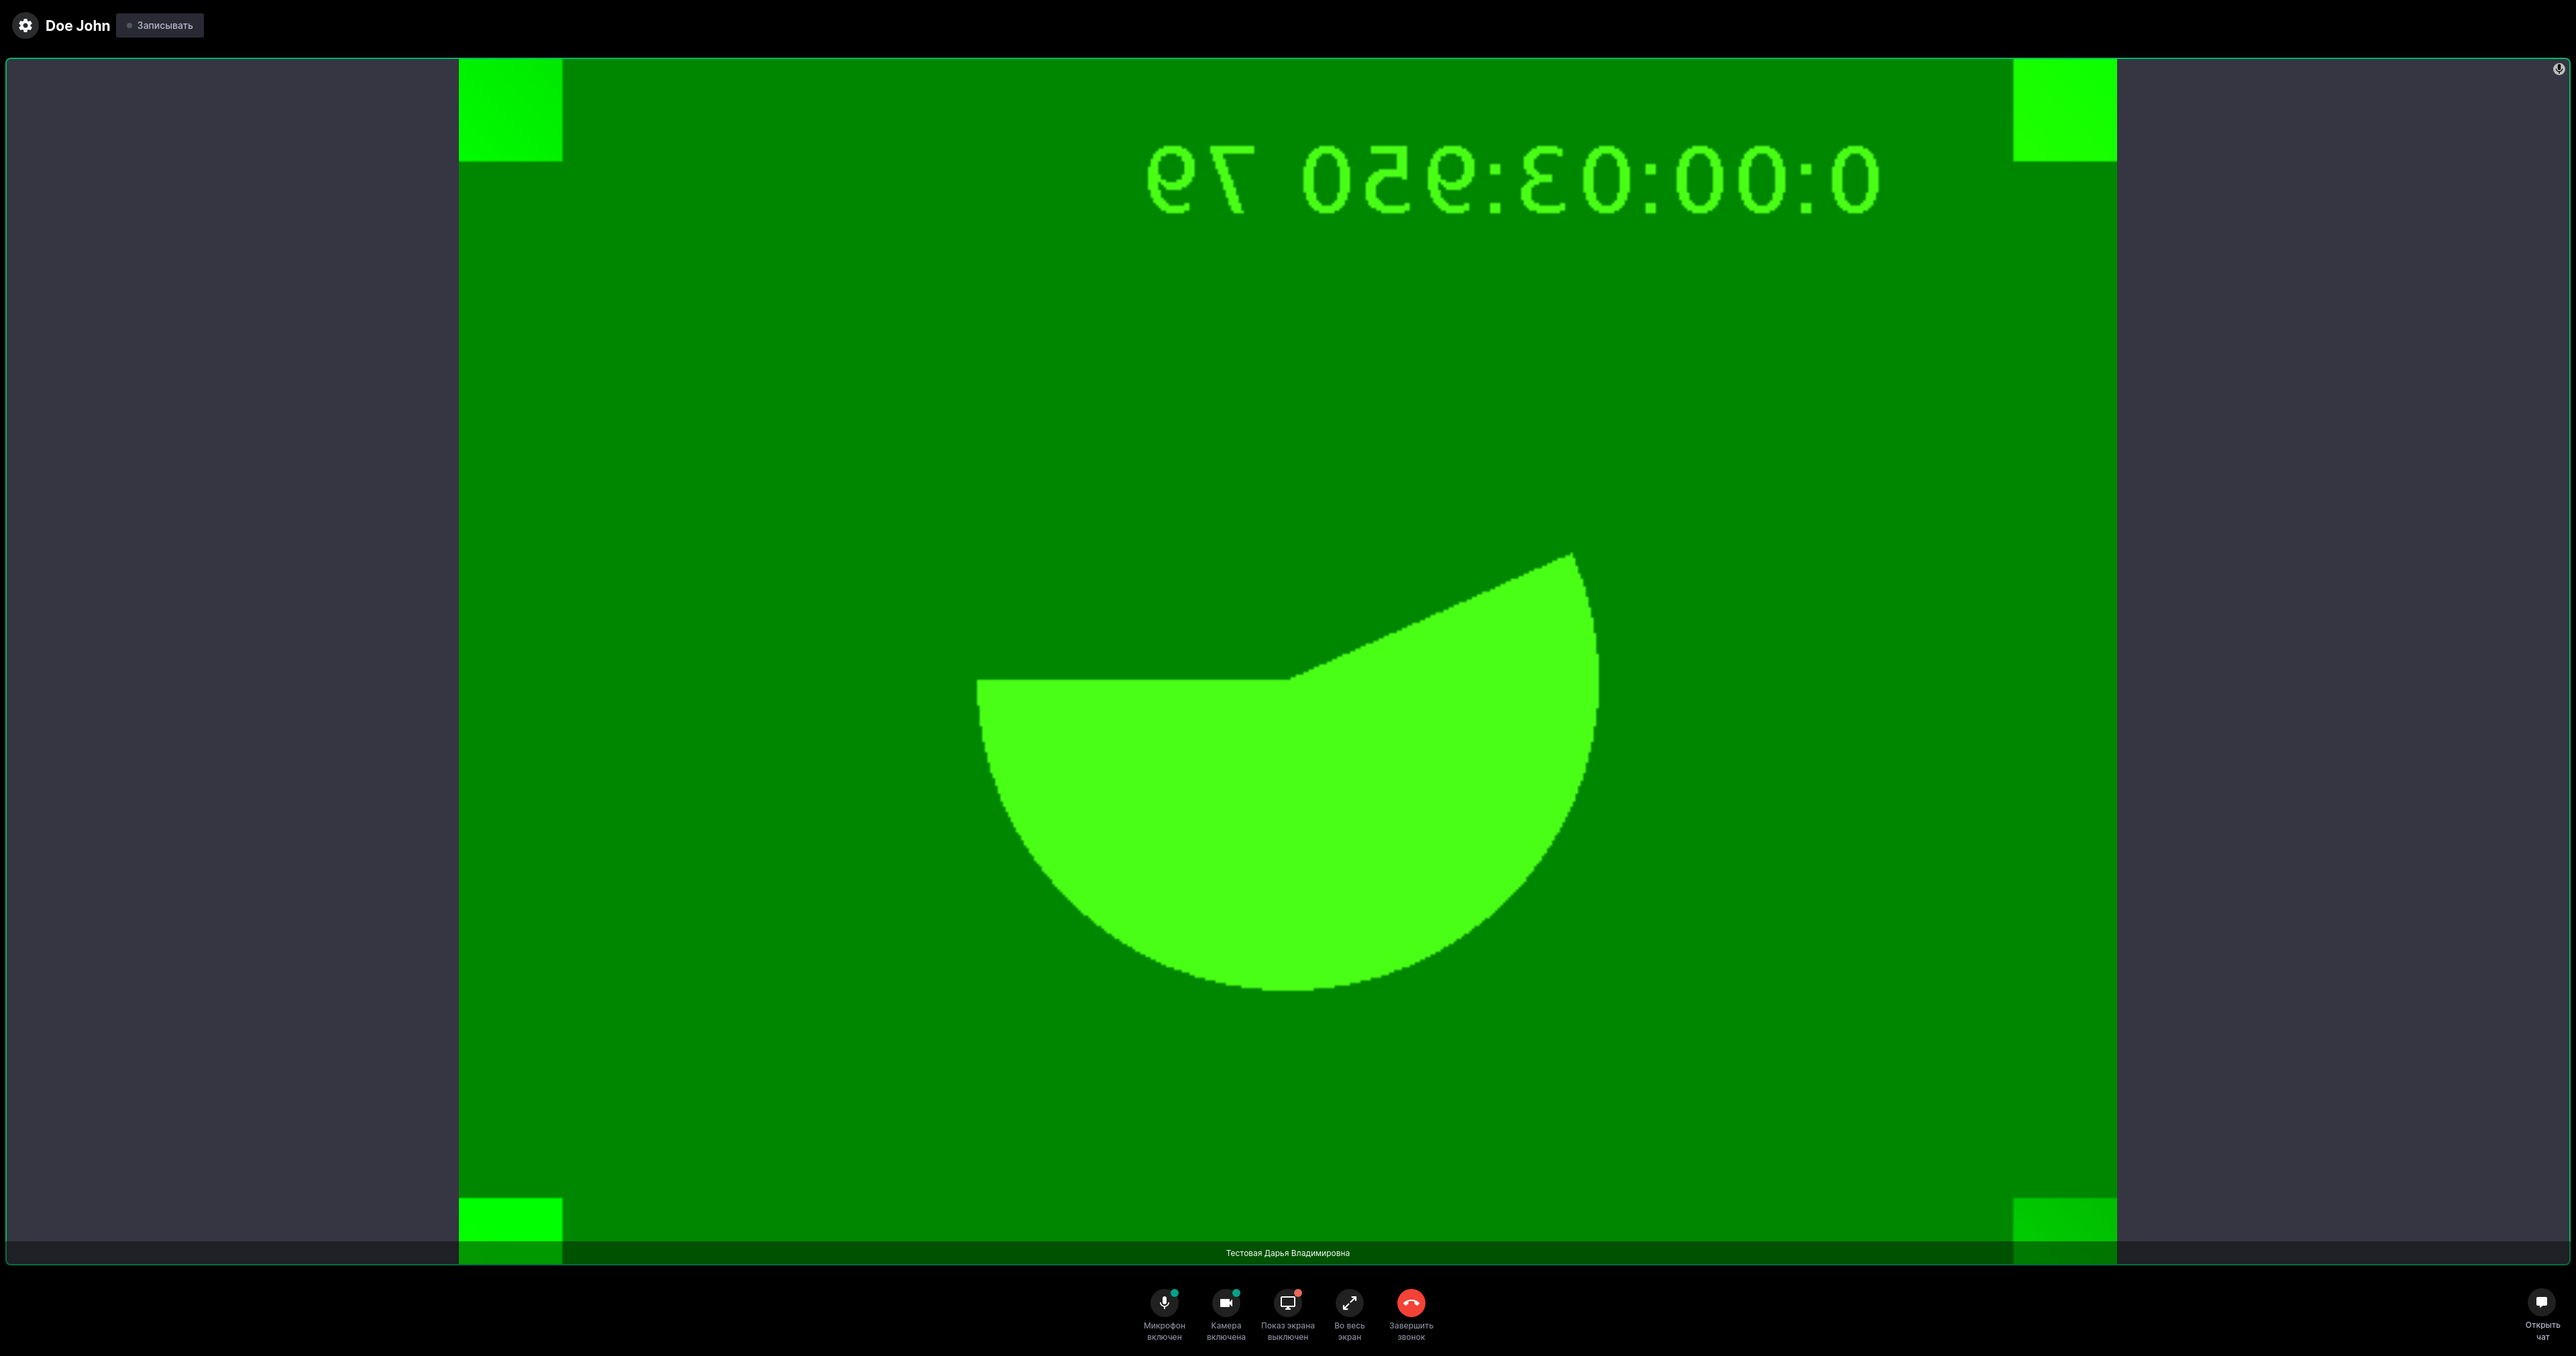 Doe John
Записывать
0:00:03:950 79
Тестовая Дарья Владимировна
Микрофон включен
Камера включена
Показ экрана выключен
Во весь экран
Завершить звонок
Открыть чат